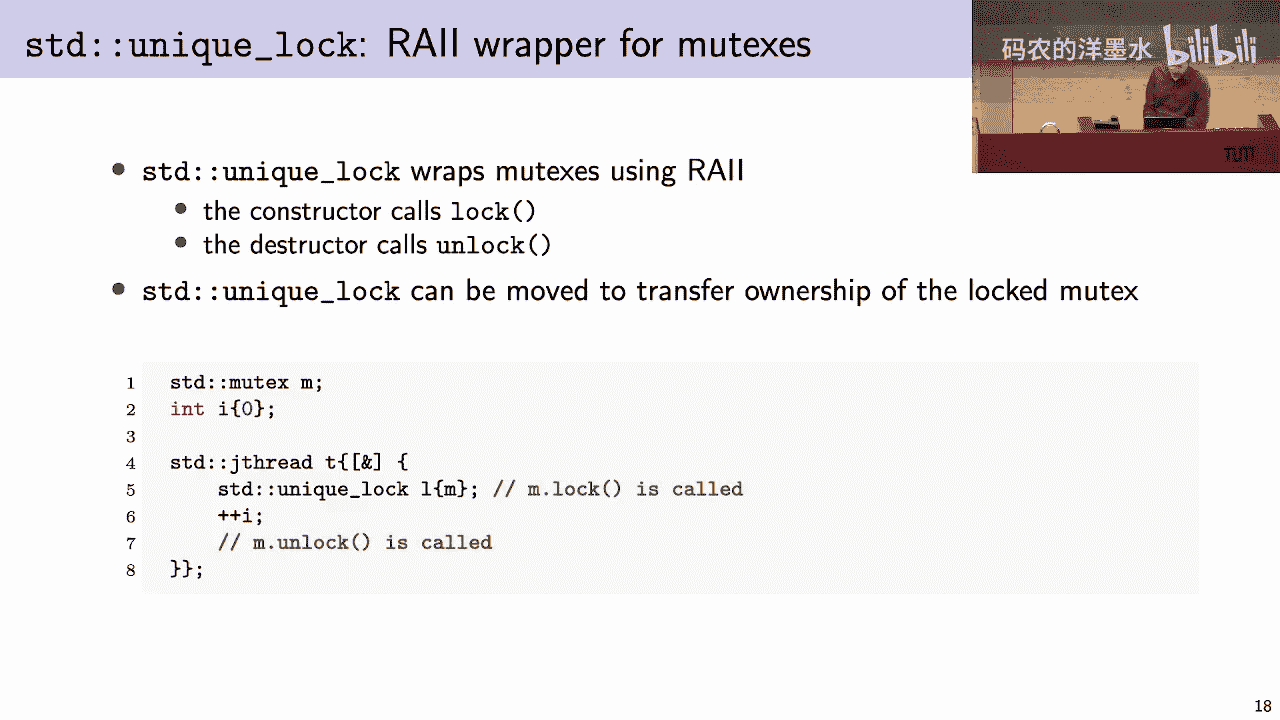 std::unique_lock: RAII wrapper for mutexes
码农的洋墨水 bilibili
TUM
• std::unique_lock wraps mutexes using RAII
• the constructor calls lock()
• the destructor calls unlock()
• std::unique_lock can be moved to transfer ownership of the locked mutex
1 std::mutex m;
2 int i{0};
3
4 std::jthread t{[&] {
5 std::unique_lock l{m}; // m.lock() is called
6 ++i;
7 // m.unlock() is called
8 }};
18